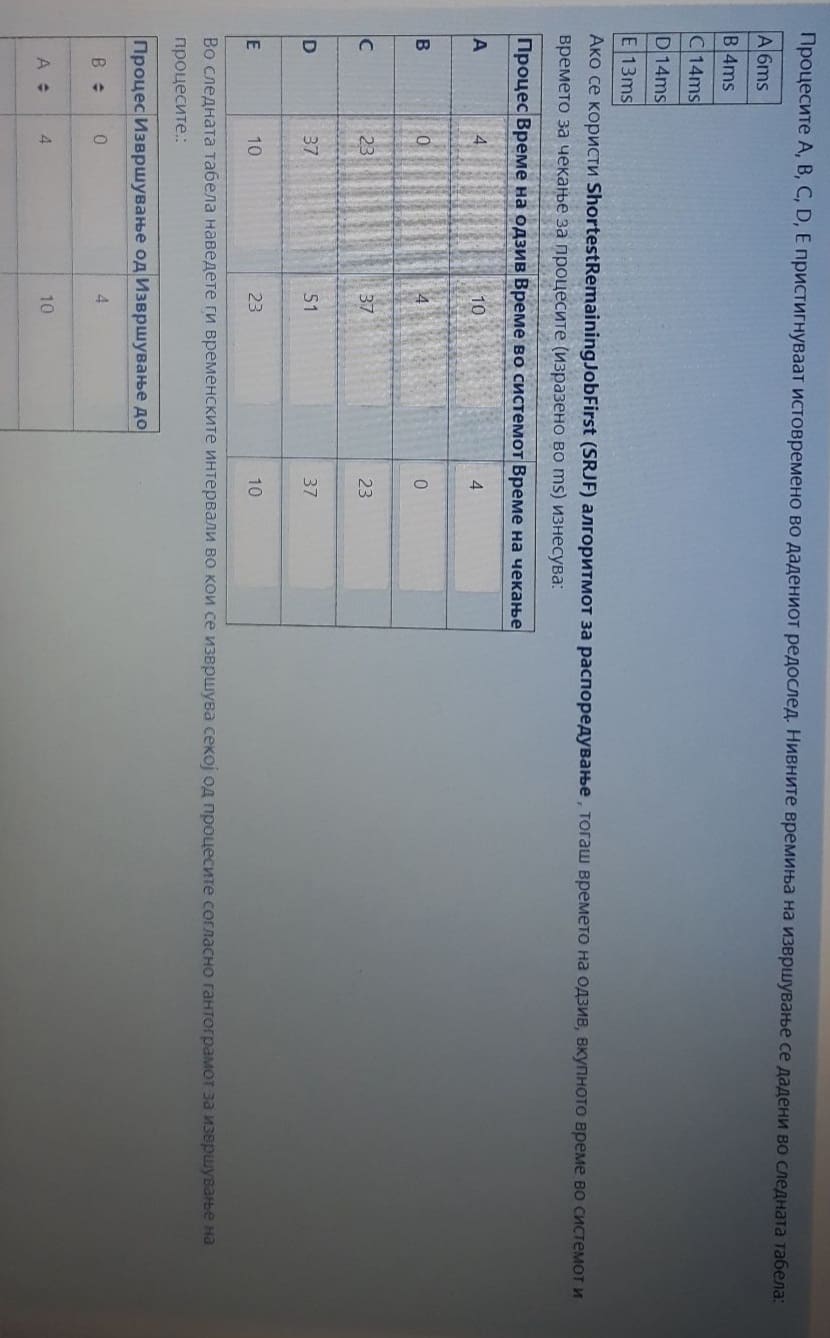 Процесите A, B, C, D, E пристигнуваат истовремено во дадениот редослед. Нивните времиња на извршување се дадени во следната табела:
A 6ms
B 4ms
C 14ms
D 14ms
E 13ms
Ако се користи ShortestRemainingJobFirst (SRJF) алгоритмот за распоредување , тогаш времето на одзив, вкупното време во системот и
времето за чекање за процесите (изразено во ms) изнесува:
Процес Време на одзив Време во системот Време на чекање
A 4 10 4
B 0 4 0
C 23 37 23
D 37 51 37
E 10 23 10
Во следната табела наведете ги временските интервали во кои се извршува секој од процесите согласно гантограмот за извршување на
процесите.:
Процес Извршување од Извршување до
B 0 4
A 4 10